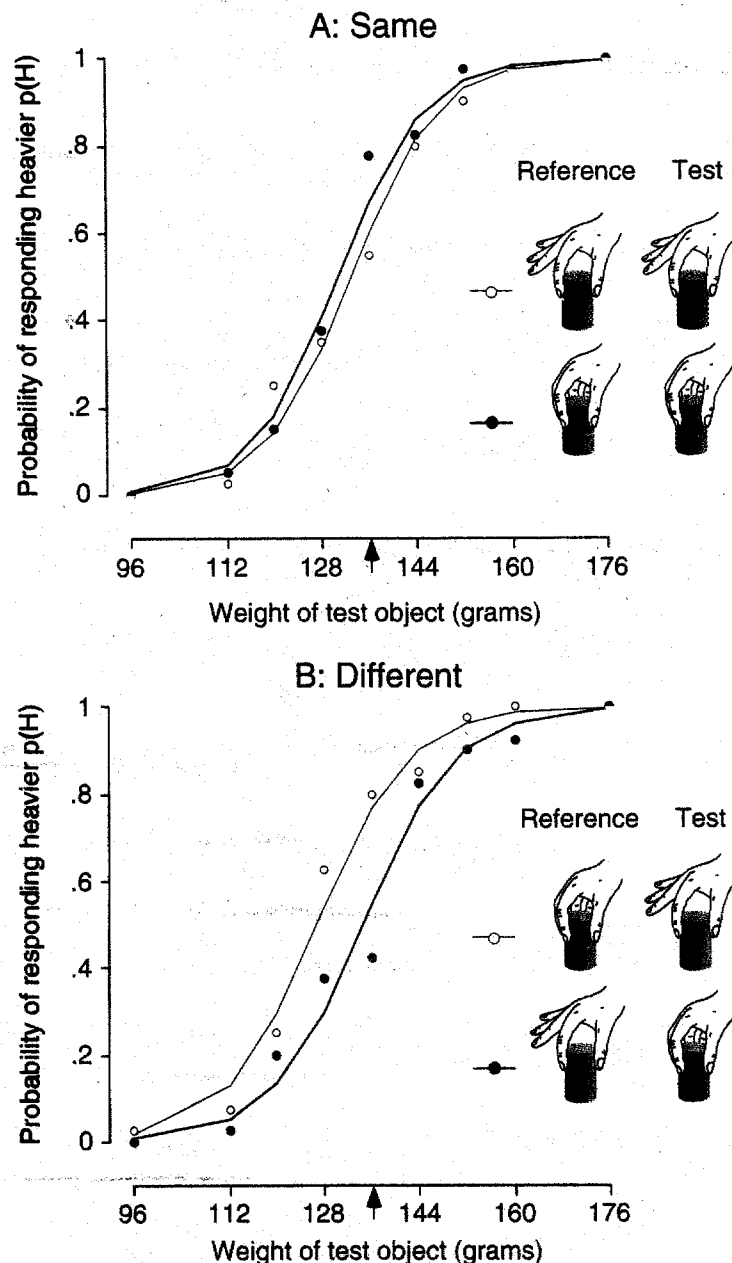 A: Same
Probability of responding heavier p(H)
1
.8
.6
.4
.2
0
Reference Test
96 112 128 144 160 176
Weight of test object (grams)
B: Different
Probability of responding heavier p(H)
1
.8
.6
.4
.2
0
Reference Test
96 112 128 144 160 176
Weight of test object (grams)